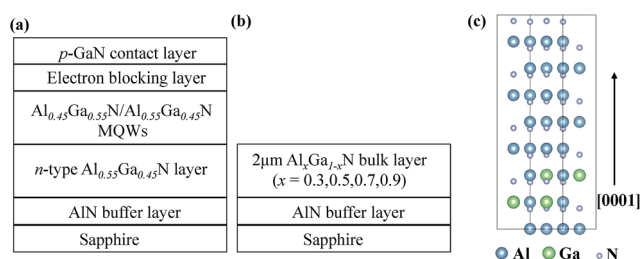 (a)
p-GaN contact layer
Electron blocking layer
Al0.45Ga0.55N/Al0.55Ga0.45N
MQWs
n-type Al0.55Ga0.45N layer
AlN buffer layer
Sapphire
(b)
2μm AlxGa1-xN bulk layer
(x = 0.3,0.5,0.7,0.9)
AlN buffer layer
Sapphire
(c)
[0001]
Al Ga N